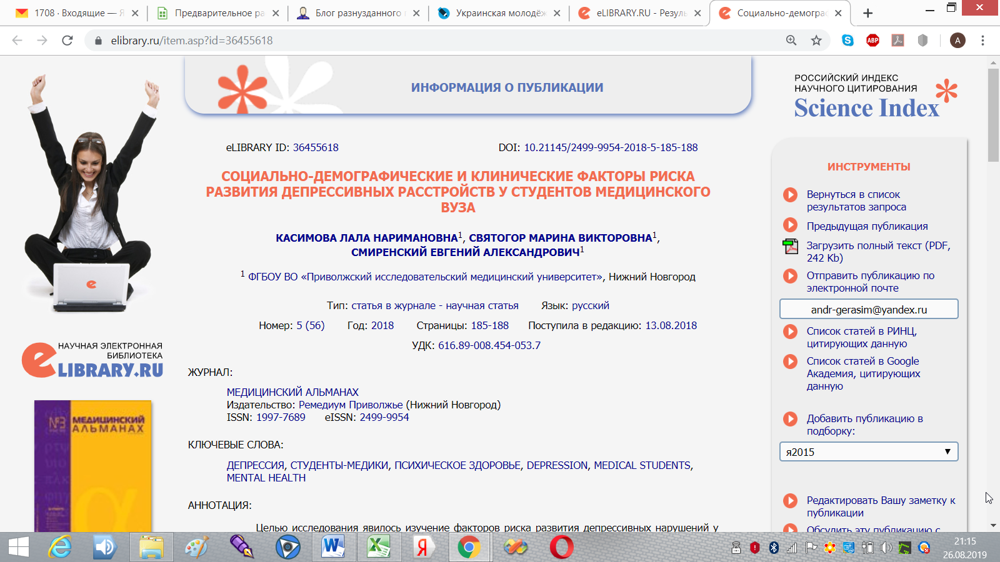 1708 · Входящие — Я
Предварительное ра
Блог разнузданного
Украинская молодёж
eLIBRARY.RU - Резуль
Социально-демограф
elibrary.ru/item.asp?id=36455618
ABP
A
ИНФОРМАЦИЯ О ПУБЛИКАЦИИ
eLIBRARY ID: 36455618
DOI: 10.21145/2499-9954-2018-5-185-188
СОЦИАЛЬНО-ДЕМОГРАФИЧЕСКИЕ И КЛИНИЧЕСКИЕ ФАКТОРЫ РИСКА
РАЗВИТИЯ ДЕПРЕССИВНЫХ РАССТРОЙСТВ У СТУДЕНТОВ МЕДИЦИНСКОГО
ВУЗА
КАСИМОВА ЛАЛА НАРИМАНОВНА1, СВЯТОГОР МАРИНА ВИКТОРОВНА1,
СМИРЕНСКИЙ ЕВГЕНИЙ АЛЕКСАНДРОВИЧ1
1 ФГБОУ ВО «Приволжский исследовательский медицинский университет», Нижний Новгород
Тип: статья в журнале - научная статья Язык: русский
Номер: 5 (56) Год: 2018 Страницы: 185-188 Поступила в редакцию: 13.08.2018
УДК: 616.89-008.454-053.7
ЖУРНАЛ:
МЕДИЦИНСКИЙ АЛЬМАНАХ
Издательство: Ремедиум Приволжье (Нижний Новгород)
ISSN: 1997-7689 eISSN: 2499-9954
КЛЮЧЕВЫЕ СЛОВА:
ДЕПРЕССИЯ, СТУДЕНТЫ-МЕДИКИ, ПСИХИЧЕСКОЕ ЗДОРОВЬЕ, DEPRESSION, MEDICAL STUDENTS,
MENTAL HEALTH
АННОТАЦИЯ:
Целью исследования явилось изучение факторов риска развития депрессивных нарушений у
НАУЧНАЯ ЭЛЕКТРОННАЯ
БИБЛИОТЕКА
eLIBRARY.RU
№3
МЕДИЦИНСКИЙ
АЛЬМАНАХ
РОССИЙСКИЙ ИНДЕКС
НАУЧНОГО ЦИТИРОВАНИЯ
Science Index
ИНСТРУМЕНТЫ
Вернуться в список
результатов запроса
Предыдущая публикация
Загрузить полный текст (PDF,
242 Kb)
Отправить публикацию по
электронной почте
andr-gerasim@yandex.ru
Список статей в РИНЦ,
цитирующих данную
Список статей в Google
Академия, цитирующих
данную
Добавить публикацию в
подборку:
я2015
Редактировать Вашу заметку к
публикации
Обсудить эту публикацию с
21:15
26.08.2019